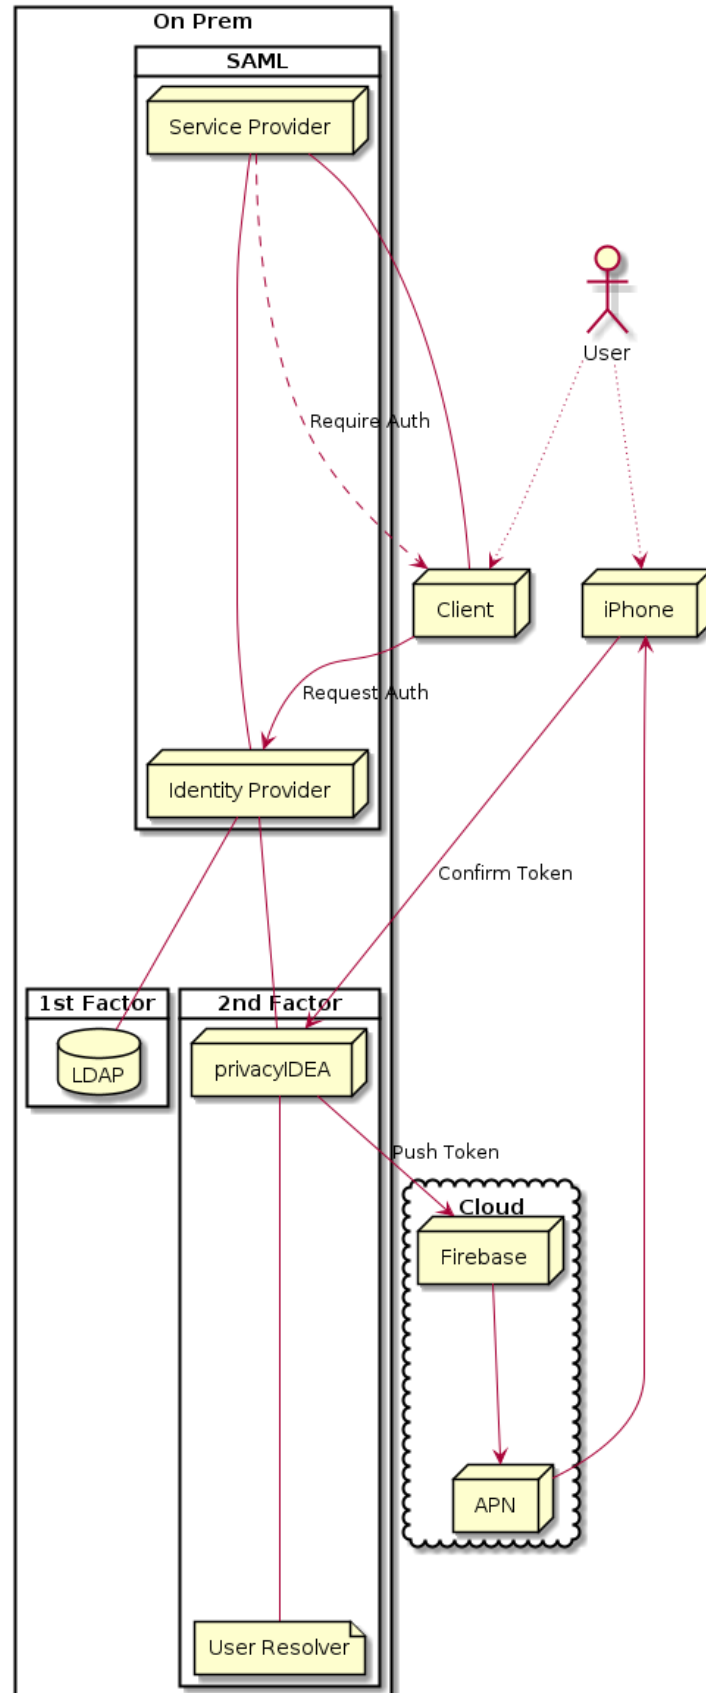 On Prem
SAML
Service Provider
User
Require Auth
Client
iPhone
Request Auth
Identity Provider
Confirm Token
1st Factor
2nd Factor
LDAP
privacyIDEA
Push Token
Cloud
Firebase
APN
User Resolver